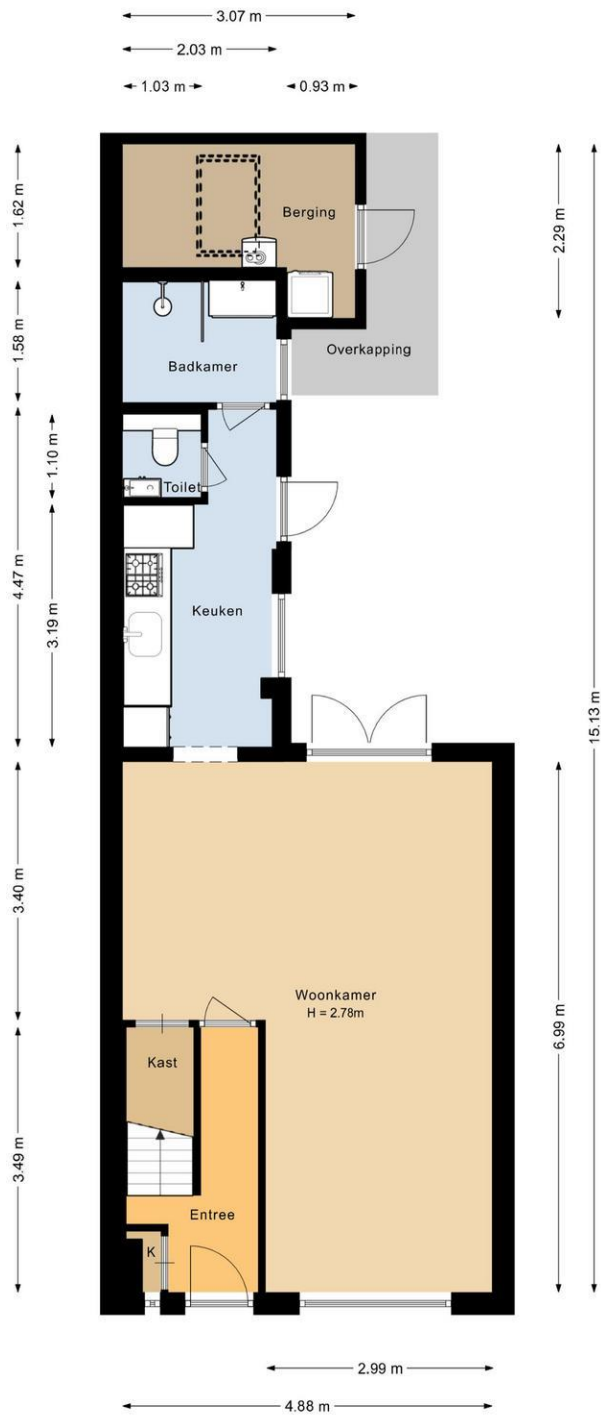 3.07 m
2.03 m
1.03 m
0.93 m
1.62 m
2.29 m
Berging
1.58 m
Badkamer
Overkapping
4.47 m
1.10 m
Toilet
3.19 m
Keuken
15.13 m
3.40 m
6.99 m
Woonkamer
H = 2.78m
Kast
3.49 m
Entree
K
2.99 m
4.88 m